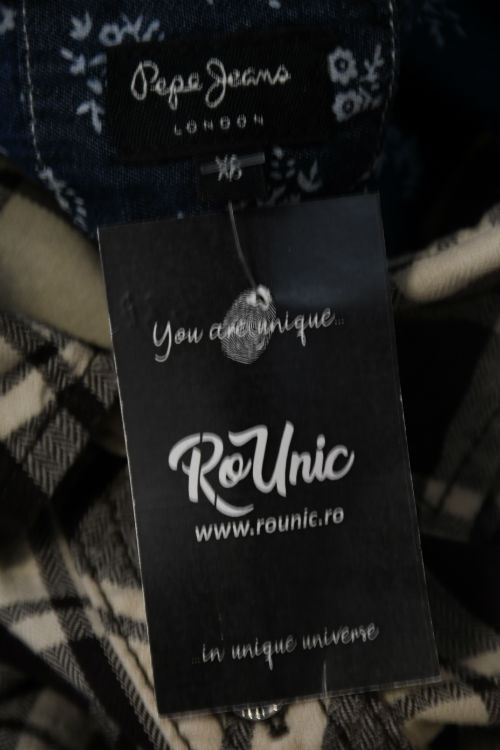 Pepe Jeans
LONDON
XS
You are unique...
RoUnic
www.rounic.ro
...in unique universe